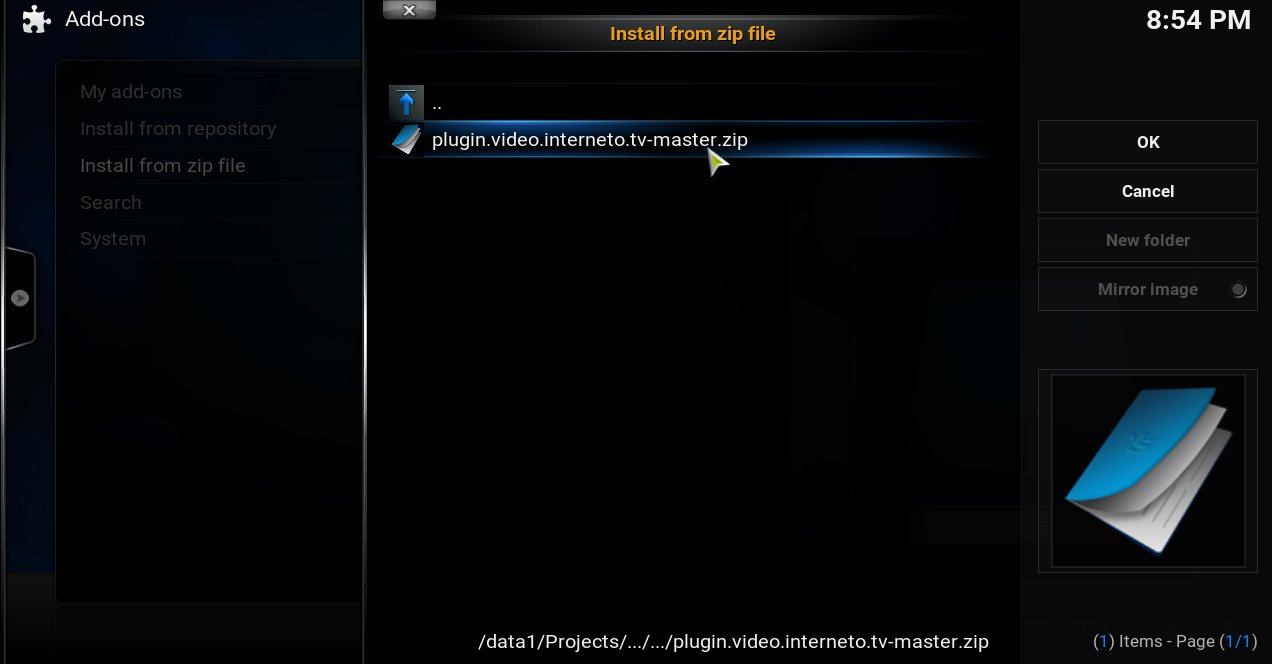 Add-ons
My add-ons
Install from repository
Install from zip file
Search
System
Install from zip file
..
plugin.video.interneto.tv-master.zip
/data1/Projects/.../.../plugin.video.interneto.tv-master.zip
8:54 PM
OK
Cancel
New folder
Mirror image
(1) Items - Page (1/1)